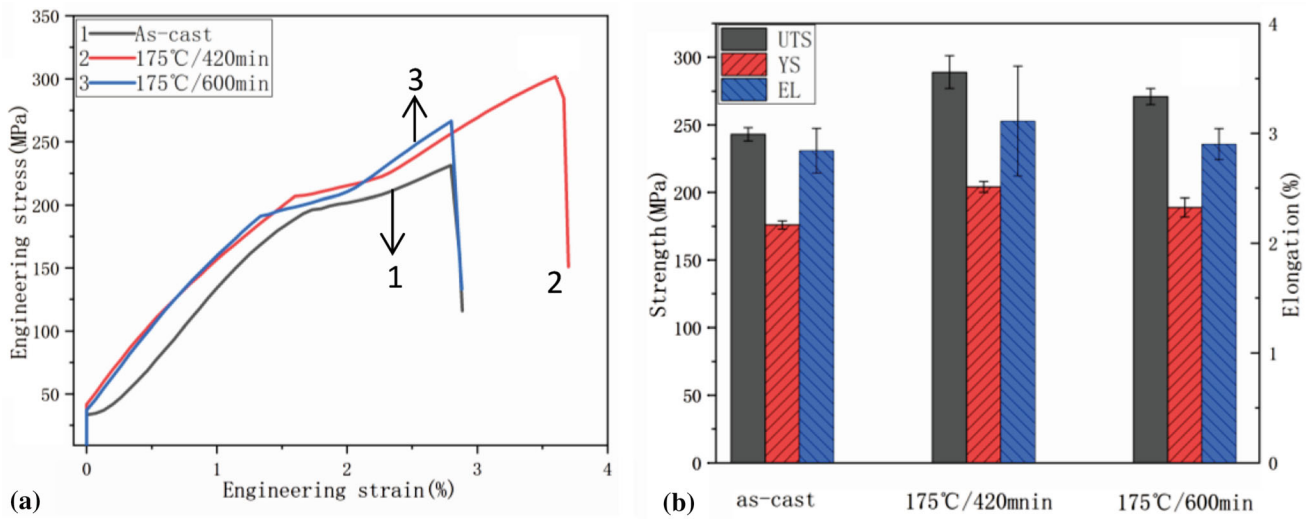 1 As-cast
2 175℃/420min
3 175℃/600min
Engineering stress(MPa)
350
300
250
200
150
100
50
0 1 2 3 4
Engineering strain(%)
3
1
2
(a)
UTS
YS
EL
Strength(MPa)
300
250
200
150
100
50
0
4
3
2
1
0
Elongation(%)
as-cast 175℃/420mnin 175℃/600min
(b)